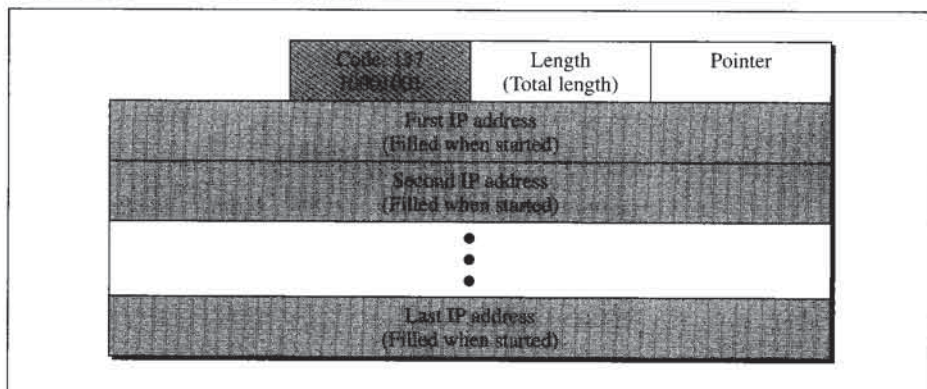 Code: 137
10001001
Length
(Total length)
Pointer
First IP address
(Filled when started)
Second IP address
(Filled when started)
Last IP address
(Filled when started)